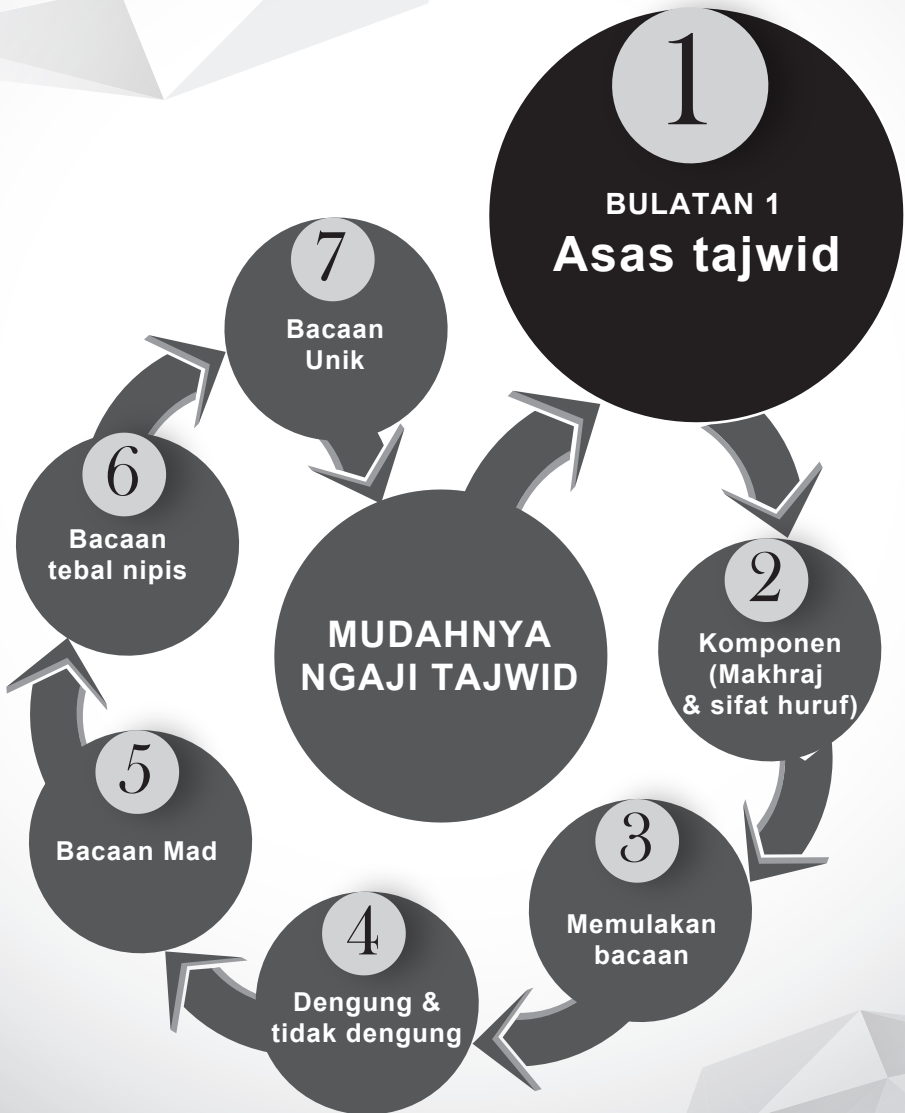 1
BULATAN 1
Asas tajwid
2
Komponen
(Makhraj
& sifat huruf)
3
Memulakan
bacaan
4
Dengung &
tidak dengung
5
Bacaan Mad
6
Bacaan
tebal nipis
7
Bacaan
Unik
MUDAHNYA
NGAJI TAJWID